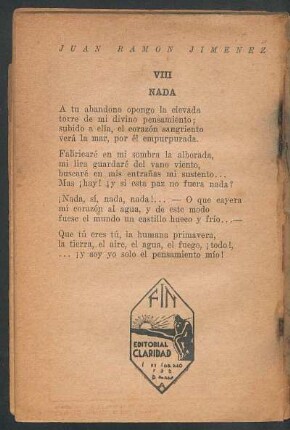 JUAN RAMON JIMENEZ
VIII
NADA
A tu abandono opongo la elevada
torre de mi divino pensamiento;
subido a ella, el corazón sangriento
verá la mar, por él empurpurada.
Fabricaré en mi sombra la alborada,
mi lira guardaré del vano viento,
buscaré en mis entrañas mi sustento...
Mas ¡hay! ¡y si esta paz no fuera nada?
¡Nada, sí, nada, nada!... — O que cayera
mi corazón al agua, y de este modo
fuese el mundo un castillo hueco y frío...—
Que tú eres tú, la humana primavera,
la tierra, el aire, el agua, el fuego, ¡todo!,
... ¡y soy yo solo el pensamiento mío!
FIN
EDITORIAL
CLARIDAD